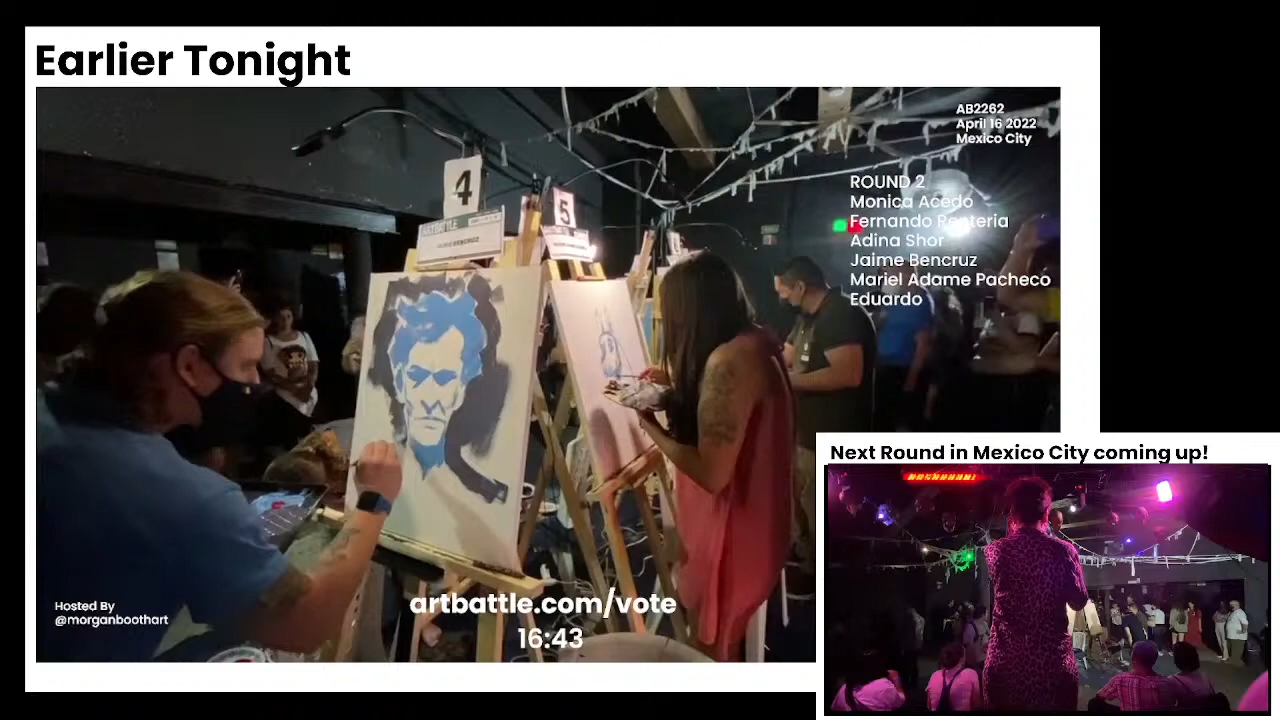 Earlier Tonight
AB2262
April 16 2022
Mexico City
ROUND 2
Monica Acedo
Fernando Renteria
Adina Shor
Jaime Bencruz
Mariel Adame Pacheco
Eduardo
4
5
Hosted By
@morganboothart
artbattle.com/vote
16:43
Next Round in Mexico City coming up!